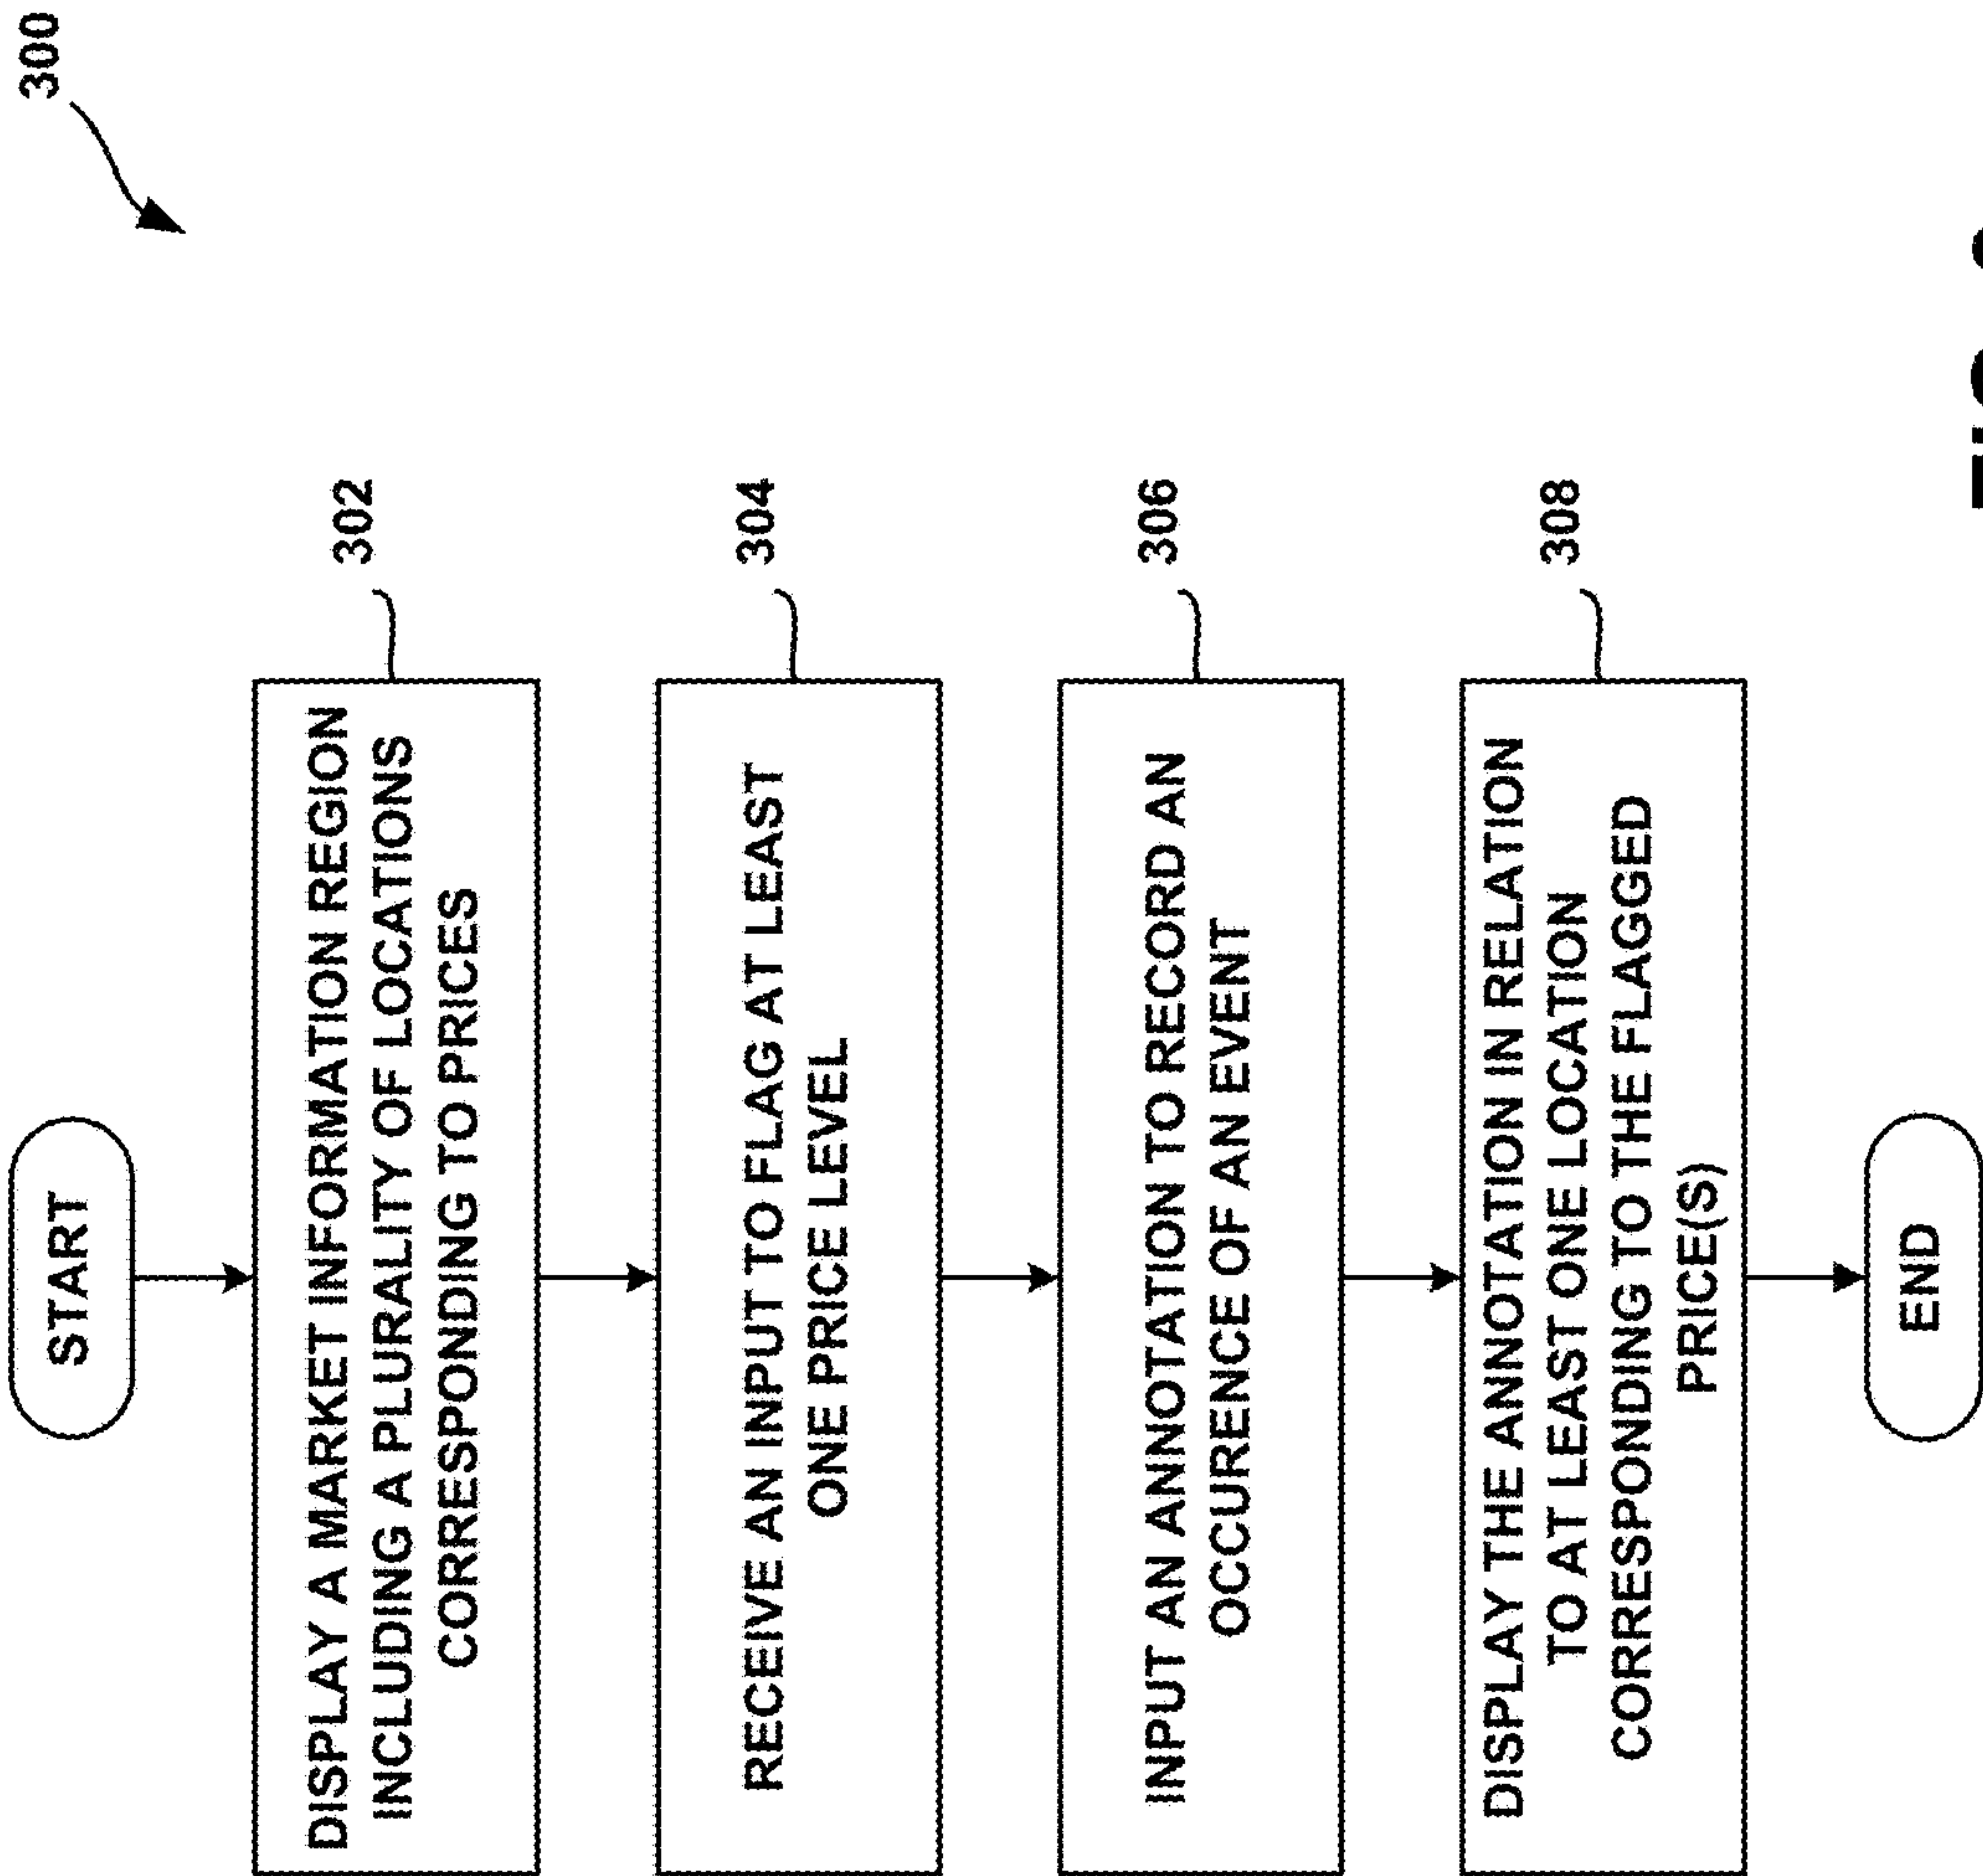 300
START
DISPLAY A MARKET INFORMATION REGION
INCLUDING A PLURALITY OF LOCATIONS
CORRESPONDING TO PRICES
302
RECEIVE AN INPUT TO FLAG AT LEAST
ONE PRICE LEVEL
304
INPUT AN ANNOTATION TO RECORD AN
OCCURENCE OF AN EVENT
306
DISPLAY THE ANNOTATION IN RELATION
TO AT LEAST ONE LOCATION
CORRESPONDING TO THE FLAGGED
PRICE(S)
308
END